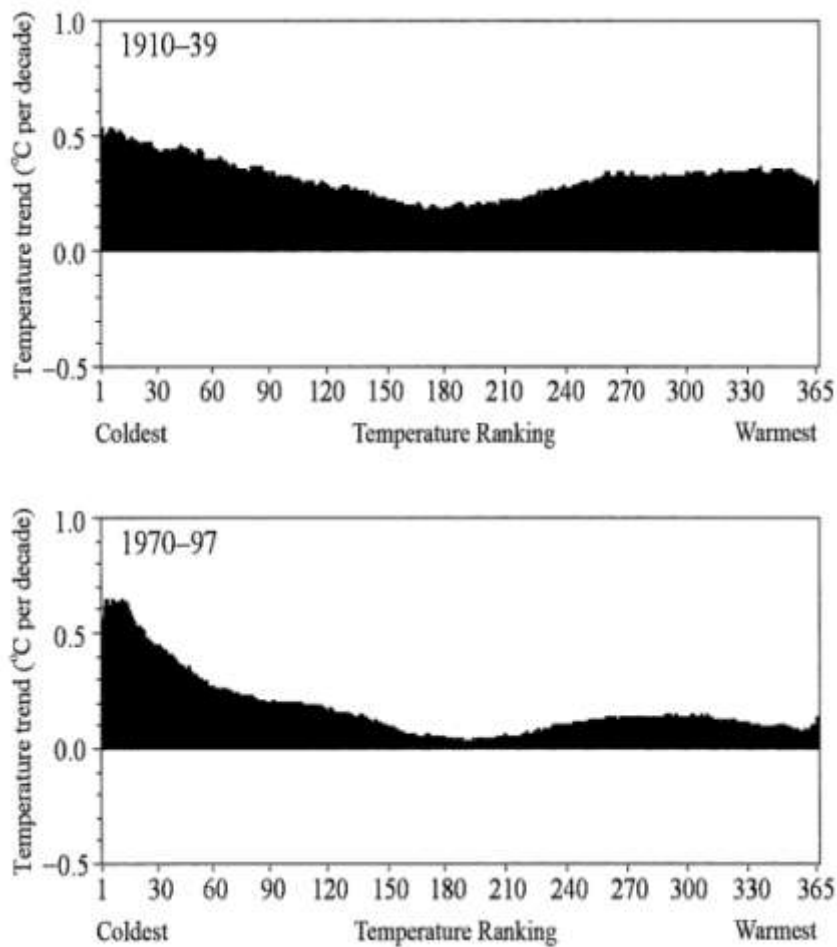 Temperature trend (°C per decade)
1910–39
1.0
0.5
0.0
–0.5
1 30 60 90 120 150 180 210 240 270 300 330 365
Coldest Temperature Ranking Warmest
Temperature trend (°C per decade)
1970–97
1.0
0.5
0.0
–0.5
1 30 60 90 120 150 180 210 240 270 300 330 365
Coldest Temperature Ranking Warmest